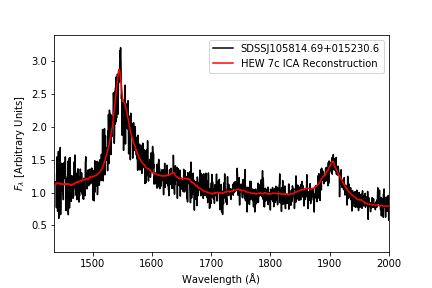 SDSSJ105814.69+015230.6
HEW 7c ICA Reconstruction
3.0
2.5
2.0
1.5
1.0
0.5
Fλ [Arbitrary Units]
1500 1600 1700 1800 1900 2000
Wavelength (Å)